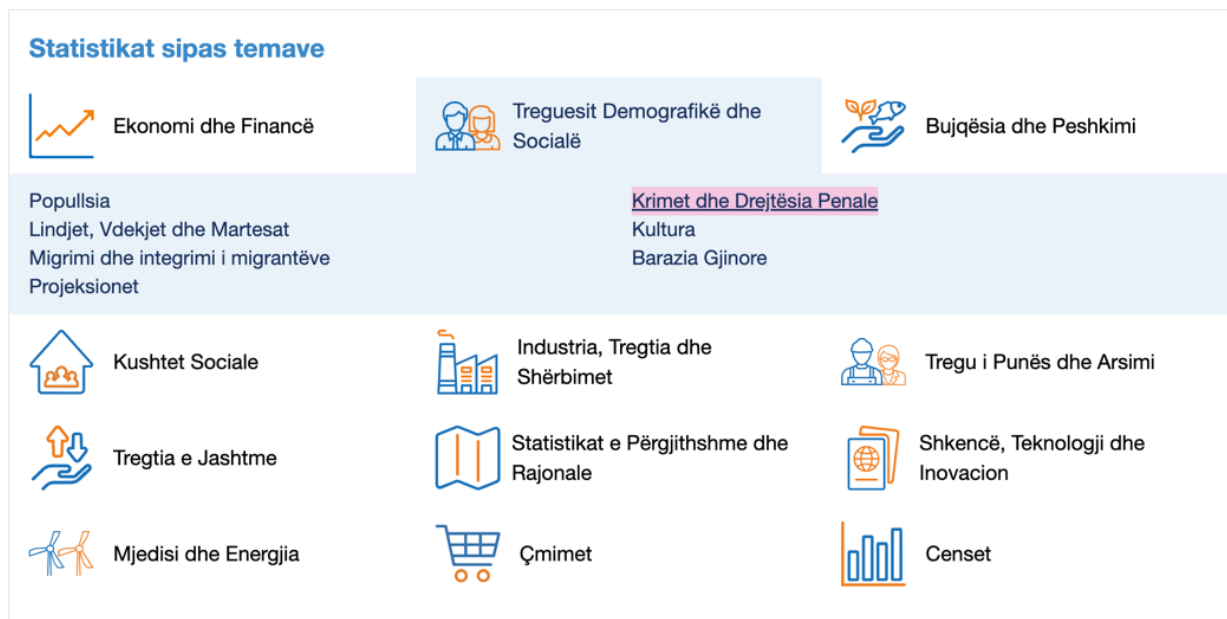 Statistikat sipas temave
Ekonomi dhe Financë
Treguesit Demografikë dhe
Socialë
Bujqësia dhe Peshkimi
Popullsia
Lindjet, Vdekjet dhe Martesat
Migrimi dhe integrimi i migrantëve
Projeksionet
Krimet dhe Drejtësia Penale
Kultura
Barazia Gjinore
Kushtet Sociale
Industria, Tregtia dhe
Shërbimet
Tregu i Punës dhe Arsimi
Tregtia e Jashtme
Statistikat e Përgjithshme dhe
Rajonale
Shkencë, Teknologji dhe
Inovacion
Mjedisi dhe Energjia
Çmimet
Censet